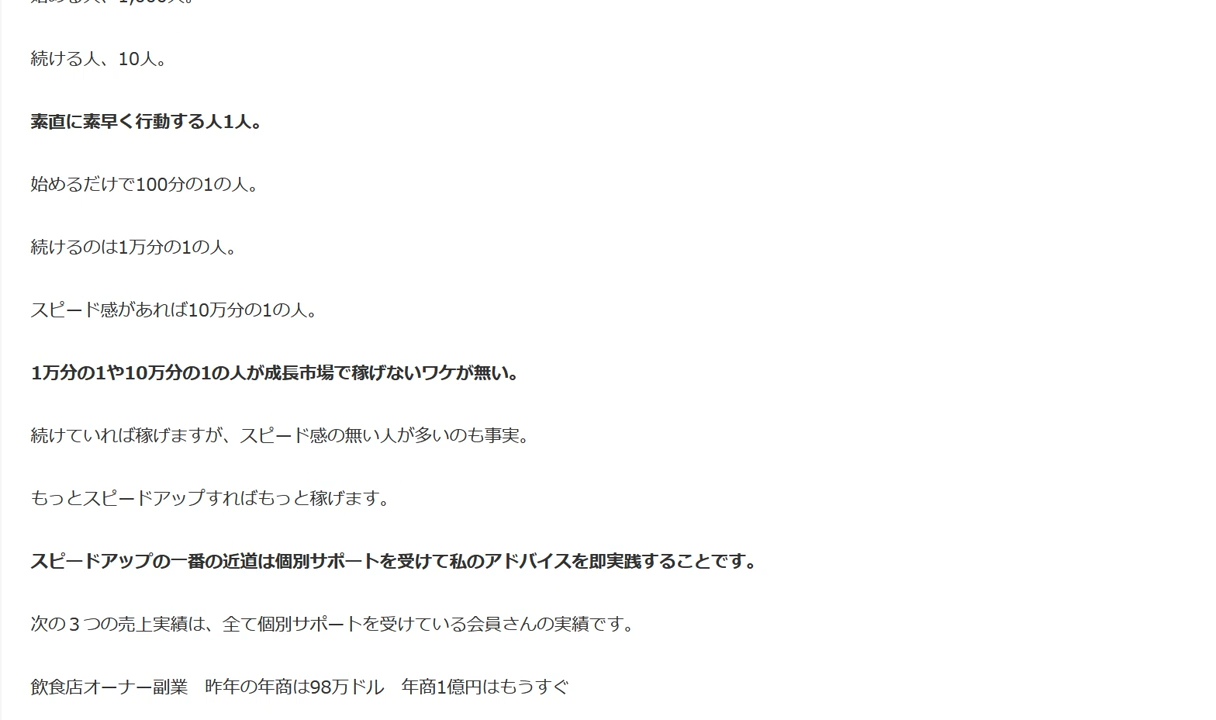 続ける人、10人。
素直に素早く行動する人1人。
始めるだけで100分の1の人。
続けるのは1万分の1の人。
スピード感があれば10万分の1の人。
1万分の1や10万分の1の人が成長市場で稼げないワケが無い。
続けていれば稼げますが、スピード感の無い人が多いのも事実。
もっとスピードアップすればもっと稼げます。
スピードアップの一番の近道は個別サポートを受けて私のアドバイスを即実践することです。
次の３つの売上実績は、全て個別サポートを受けている会員さんの実績です。
飲食店オーナー副業　昨年の年商は98万ドル　年商1億円はもうすぐ